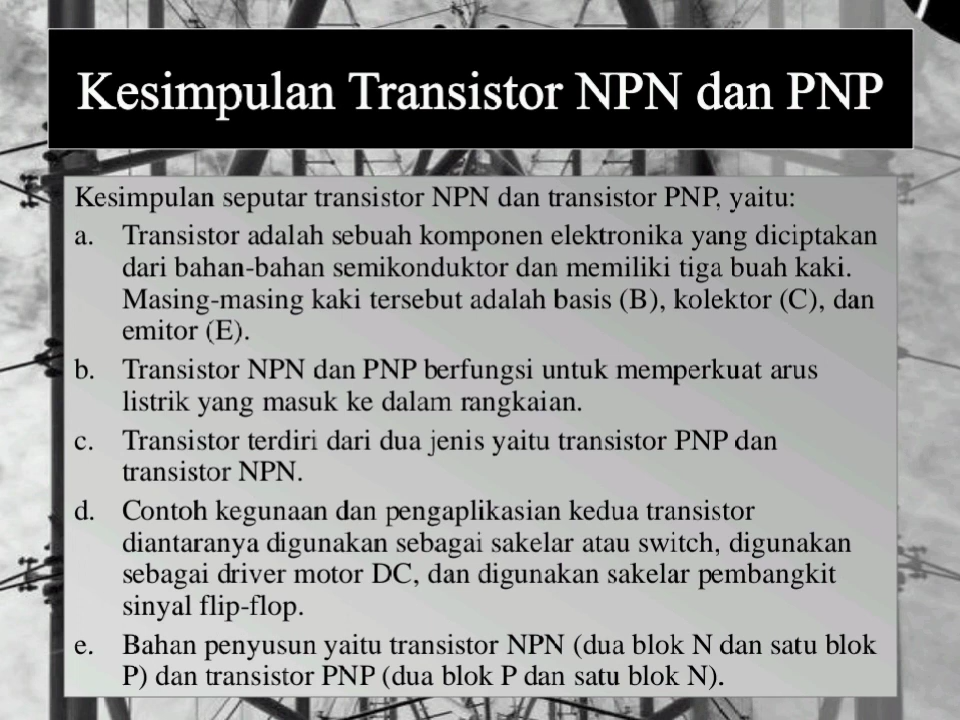 Kesimpulan Transistor NPN dan PNP
Kesimpulan seputar transistor NPN dan transistor PNP, yaitu:
a. Transistor adalah sebuah komponen elektronika yang diciptakan
dari bahan-bahan semikonduktor dan memiliki tiga buah kaki.
Masing-masing kaki tersebut adalah basis (B), kolektor (C), dan
emitor (E).
b. Transistor NPN dan PNP berfungsi untuk memperkuat arus
listrik yang masuk ke dalam rangkaian.
c. Transistor terdiri dari dua jenis yaitu transistor PNP dan
transistor NPN.
d. Contoh kegunaan dan pengaplikasian kedua transistor
diantaranya digunakan sebagai sakelar atau switch, digunakan
sebagai driver motor DC, dan digunakan sakelar pembangkit
sinyal flip-flop.
e. Bahan penyusun yaitu transistor NPN (dua blok N dan satu blok
P) dan transistor PNP (dua blok P dan satu blok N).